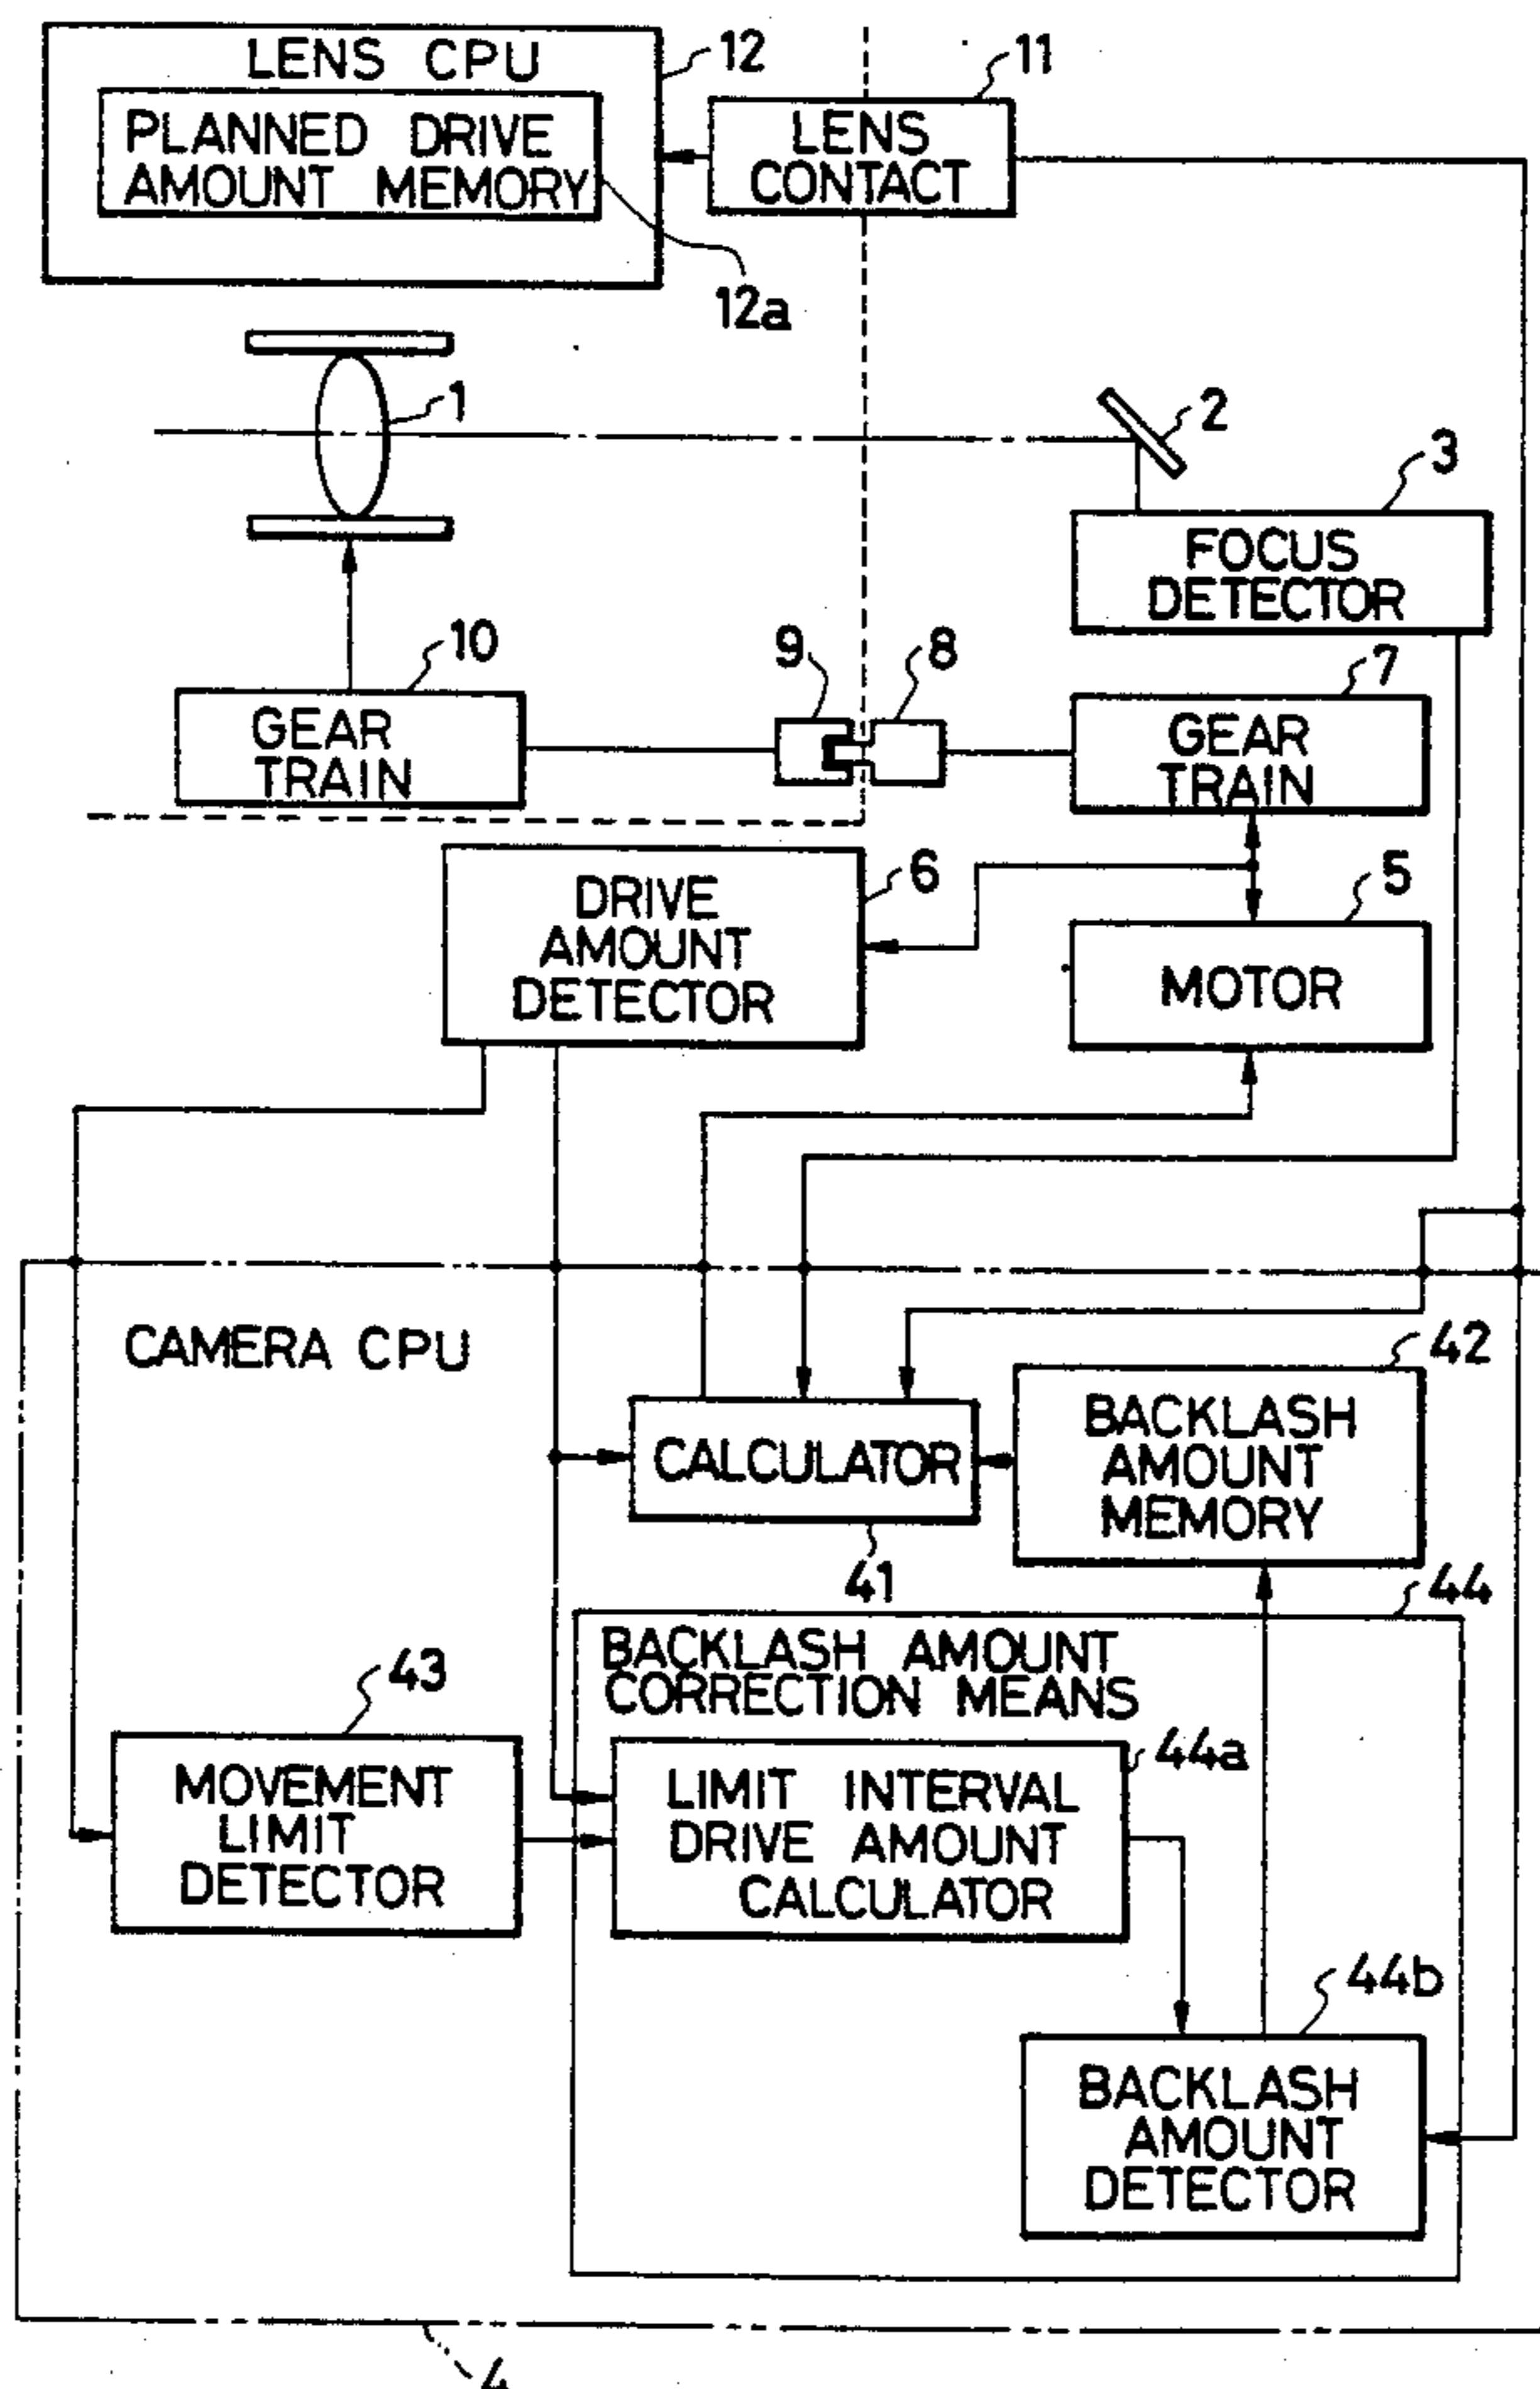 LENS CPU
12
11
PLANNED DRIVE
AMOUNT MEMORY
LENS
CONTACT
12a
1
2
3
FOCUS
DETECTOR
10
9
8
7
GEAR
TRAIN
GEAR
TRAIN
6
5
DRIVE
AMOUNT
DETECTOR
MOTOR
CAMERA CPU
42
CALCULATOR
BACKLASH
AMOUNT
MEMORY
41
44
BACKLASH AMOUNT
CORRECTION MEANS
43
44a
MOVEMENT
LIMIT
DETECTOR
LIMIT INTERVAL
DRIVE AMOUNT
CALCULATOR
44b
BACKLASH
AMOUNT
DETECTOR
4